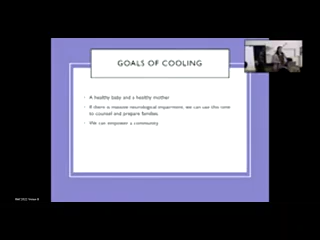 GOALS OF COOLING
A healthy baby and a healthy mother
If there is massive neurological impairment, we can use this time
to counsel and prepare families
We can empower a community